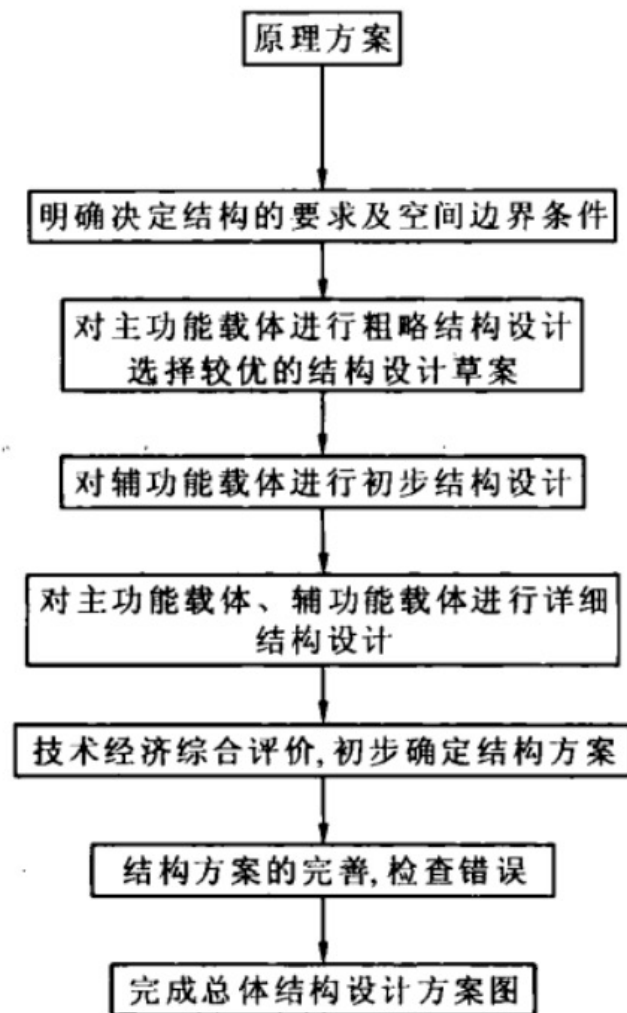 原理方案
明确决定结构的要求及空间边界条件
对主功能载体进行粗略结构设计
选择较优的结构设计草案
对辅功能载体进行初步结构设计
对主功能载体、辅功能载体进行详细
结构设计
技术经济综合评价,初步确定结构方案
结构方案的完善,检查错误
完成总体结构设计方案图